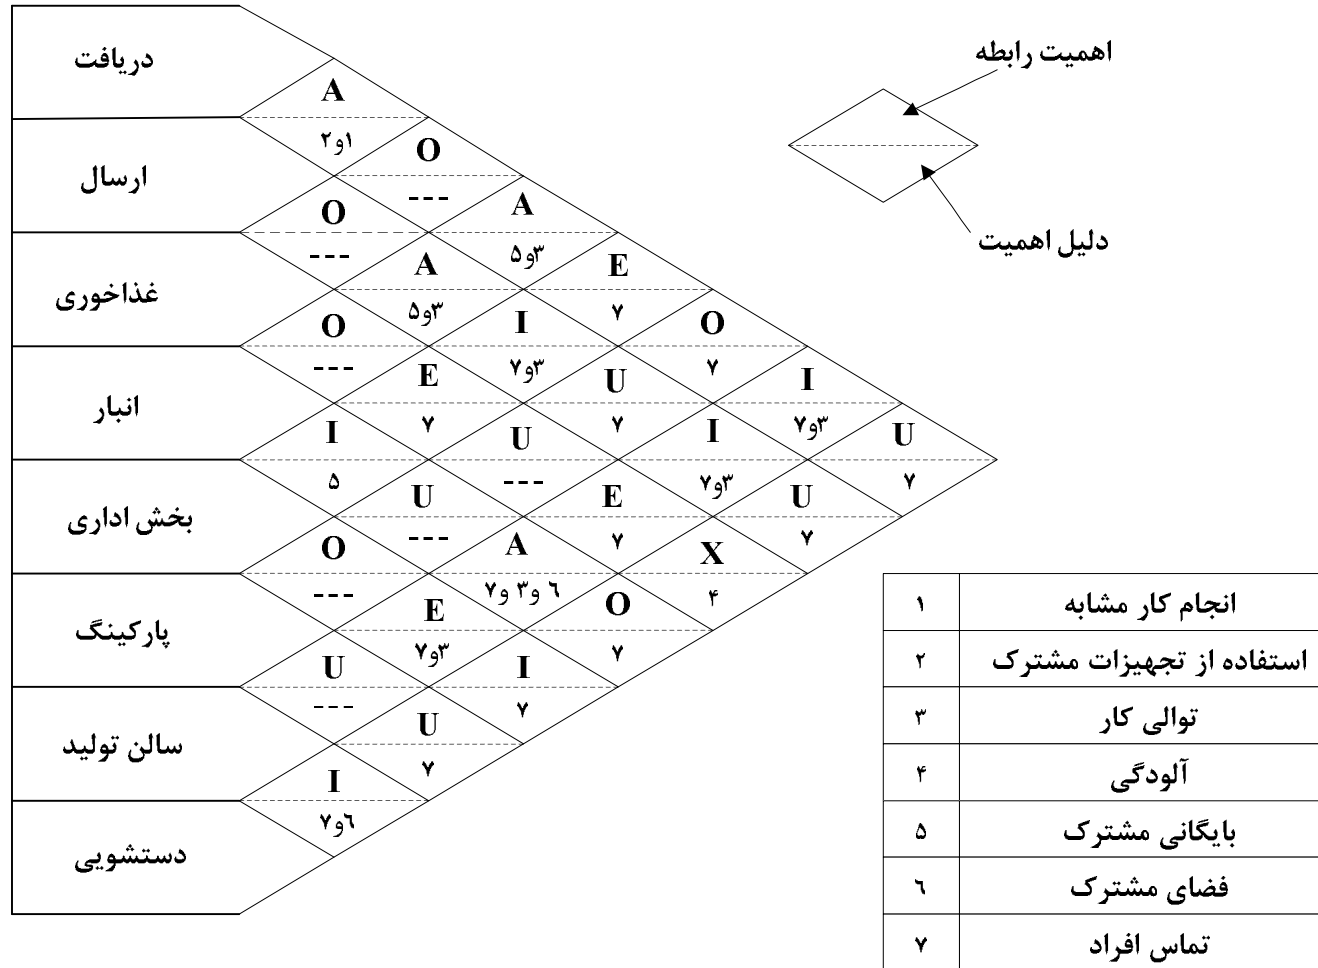 دریافت
ارسال
غذاخوری
انبار
بخش اداری
پارکینگ
سالن تولید
دستشویی
A
۱و۲
O
---
O
---
A
۳و۵
A
۳و۵
E
۷
O
---
I
۳و۷
O
۷
E
۷
U
۷
I
۳و۷
I
۵
U
---
I
۳و۷
U
۷
U
---
E
۷
U
۷
O
---
A
۶ و۳ و۷
X
۴
E
۳و۷
O
۷
U
---
I
۷
U
۷
I
۶و۷
اهمیت رابطه
دلیل اهمیت
۱ انجام کار مشابه
۲ استفاده از تجهیزات مشترک
۳ توالی کار
۴ آلودگی
۵ بایگانی مشترک
۶ فضای مشترک
۷ تماس افراد